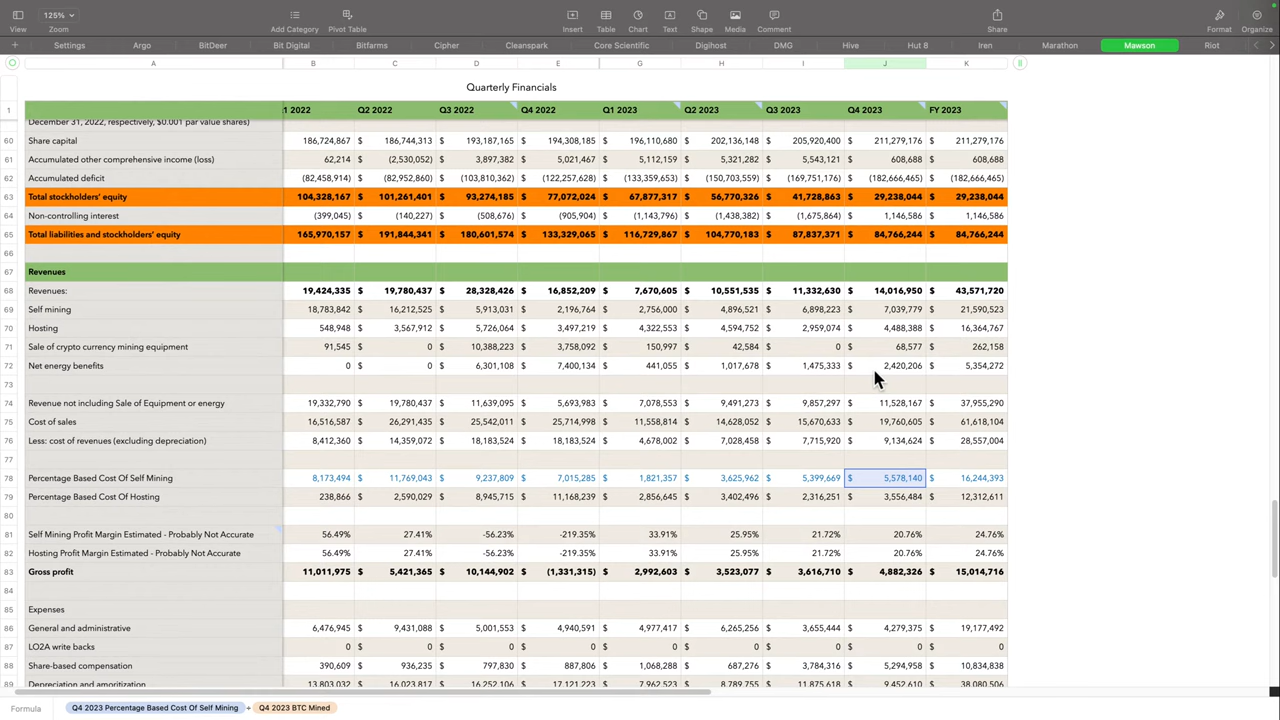 125%
View Zoom Add Category Pivot Table Insert Table Chart Text Shape Media Comment Share Format Organize
Settings Argo BitDeer Bit Digital Bitfarms Cipher Cleanspark Core Scientific Digihost DMG Hive Hut 8 Iren Marathon Mawson Riot
A B C D E G H I J K
Quarterly Financials
1 1 2022 Q2 2022 Q3 2022 Q4 2022 Q1 2023 Q2 2023 Q3 2023 Q4 2023 FY 2023
December 31, 2022, respectively, $0.001 par value shares)
60 Share capital 186,724,867 $ 186,744,313 $ 193,187,165 $ 194,308,185 $ 196,110,680 $ 202,136,148 $ 205,920,400 $ 211,279,176 $ 211,279,176
61 Accumulated other comprehensive income (loss) 62,214 $ (2,530,052) $ 3,897,382 $ 5,021,467 $ 5,112,159 $ 5,321,282 $ 5,543,121 $ 608,688 $ 608,688
62 Accumulated deficit (82,458,914) $ (82,952,860) $ (103,810,362) $ (122,257,628) $ (133,359,653) $ (150,703,559) $ (169,751,176) $ (182,666,465) $ (182,666,465)
63 Total stockholders' equity 104,328,167 $ 101,261,401 $ 93,274,185 $ 77,072,024 $ 67,877,317 $ 56,770,326 $ 41,728,863 $ 29,238,044 $ 29,238,044
64 Non-controlling interest (399,045) $ (140,227) $ (508,676) $ (905,904) $ (1,143,796) $ (1,438,382) $ (1,675,864) $ 1,146,586 $ 1,146,586
65 Total liabilities and stockholders' equity 165,970,157 $ 191,844,341 $ 180,601,574 $ 133,329,065 $ 116,729,867 $ 104,770,183 $ 87,837,371 $ 84,766,244 $ 84,766,244
66
67 Revenues
68 Revenues: 19,424,335 $ 19,780,437 $ 28,328,426 $ 16,852,209 $ 7,670,605 $ 10,551,535 $ 11,332,630 $ 14,016,950 $ 43,571,720
69 Self mining 18,783,842 $ 16,212,525 $ 5,913,031 $ 2,196,764 $ 2,756,000 $ 4,896,521 $ 6,898,223 $ 7,039,779 $ 21,590,523
70 Hosting 548,948 $ 3,567,912 $ 5,726,064 $ 3,497,219 $ 4,322,553 $ 4,594,752 $ 2,959,074 $ 4,488,388 $ 16,364,767
71 Sale of crypto currency mining equipment 91,545 $ 0 $ 10,388,223 $ 3,758,092 $ 150,997 $ 42,584 $ 0 $ 68,577 $ 262,158
72 Net energy benefits 0 $ 0 $ 6,301,108 $ 7,400,134 $ 441,055 $ 1,017,678 $ 1,475,333 $ 2,420,206 $ 5,354,272
73
74 Revenue not including Sale of Equipment or energy 19,332,790 $ 19,780,437 $ 11,639,095 $ 5,693,983 $ 7,078,553 $ 9,491,273 $ 9,857,297 $ 11,528,167 $ 37,955,290
75 Cost of sales 16,516,587 $ 26,291,435 $ 25,542,011 $ 25,714,998 $ 11,558,814 $ 14,628,052 $ 15,670,633 $ 19,760,605 $ 61,618,104
76 Less: cost of revenues (excluding depreciation) 8,412,360 $ 14,359,072 $ 18,183,524 $ 18,183,524 $ 4,678,002 $ 7,028,458 $ 7,715,920 $ 9,134,624 $ 28,557,004
77
78 Percentage Based Cost Of Self Mining 8,173,494 $ 11,769,043 $ 9,237,809 $ 7,015,285 $ 1,821,357 $ 3,625,962 $ 5,399,669 $ 5,578,140 $ 16,244,393
79 Percentage Based Cost Of Hosting 238,866 $ 2,590,029 $ 8,945,715 $ 11,168,239 $ 2,856,645 $ 3,402,496 $ 2,316,251 $ 3,556,484 $ 12,312,611
80
81 Self Mining Profit Margin Estimated - Probably Not Accurate 56.49% 27.41% -56.23% -219.35% 33.91% 25.95% 21.72% 20.76% 24.76%
82 Hosting Profit Margin Estimated - Probably Not Accurate 56.49% 27.41% -56.23% -219.35% 33.91% 25.95% 21.72% 20.76% 24.76%
83 Gross profit 11,011,975 $ 5,421,365 $ 10,144,902 $ (1,331,315) $ 2,992,603 $ 3,523,077 $ 3,616,710 $ 4,882,326 $ 15,014,716
84
85 Expenses
86 General and administrative 6,476,945 $ 9,431,088 $ 5,001,553 $ 4,940,591 $ 4,977,417 $ 6,265,256 $ 3,655,444 $ 4,279,375 $ 19,177,492
87 LO2A write backs 0 $ 0 $ 0 $ 0 $ 0 $ 0 $ 0 $ 0 $ 0
88 Share-based compensation 390,609 $ 936,235 $ 797,830 $ 887,806 $ 1,068,288 $ 687,276 $ 3,784,316 $ 5,294,958 $ 10,834,838
89 Depreciation and amortization 13,803,032 $ 16,023,817 $ 16,252,106 $ 17,121,223 $ 7,962,523 $ 8,789,755 $ 11,875,618 $ 9,452,610 $ 38,080,506
Formula Q4 2023 Percentage Based Cost Of Self Mining + Q4 2023 BTC Mined